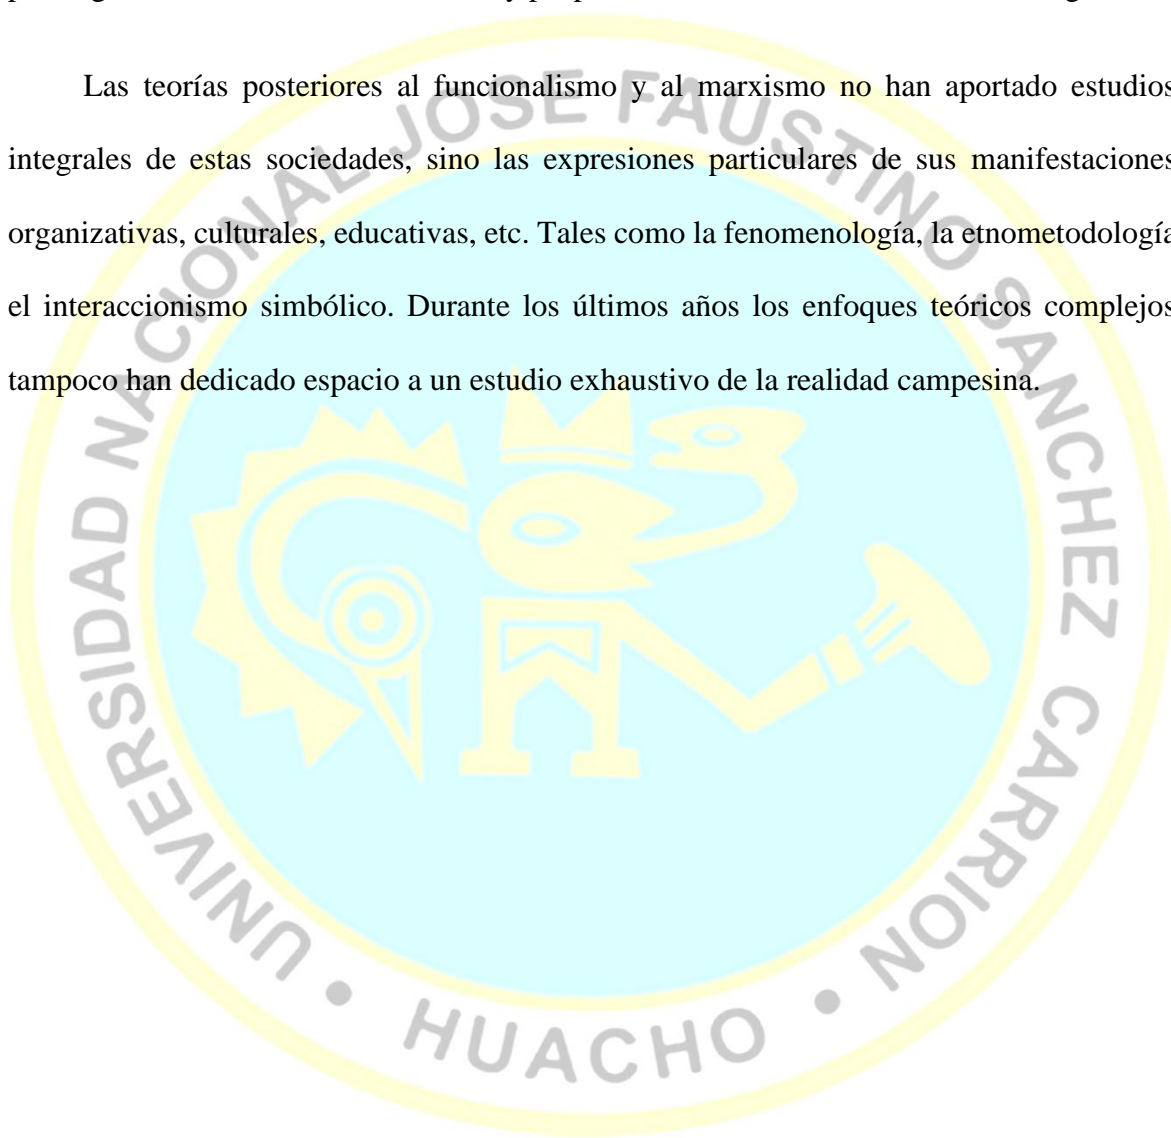 Las teorías posteriores al funcionalismo y al marxismo no han aportado estudios
integrales de estas sociedades, sino las expresiones particulares de sus manifestaciones
organizativas, culturales, educativas, etc. Tales como la fenomenología, la etnometodología
el interaccionismo simbólico. Durante los últimos años los enfoques teóricos complejos
tampoco han dedicado espacio a un estudio exhaustivo de la realidad campesina.
UNIVERSIDAD NACIONAL JOSE FAUSTINO SANCHEZ CARRION • HUACHO •